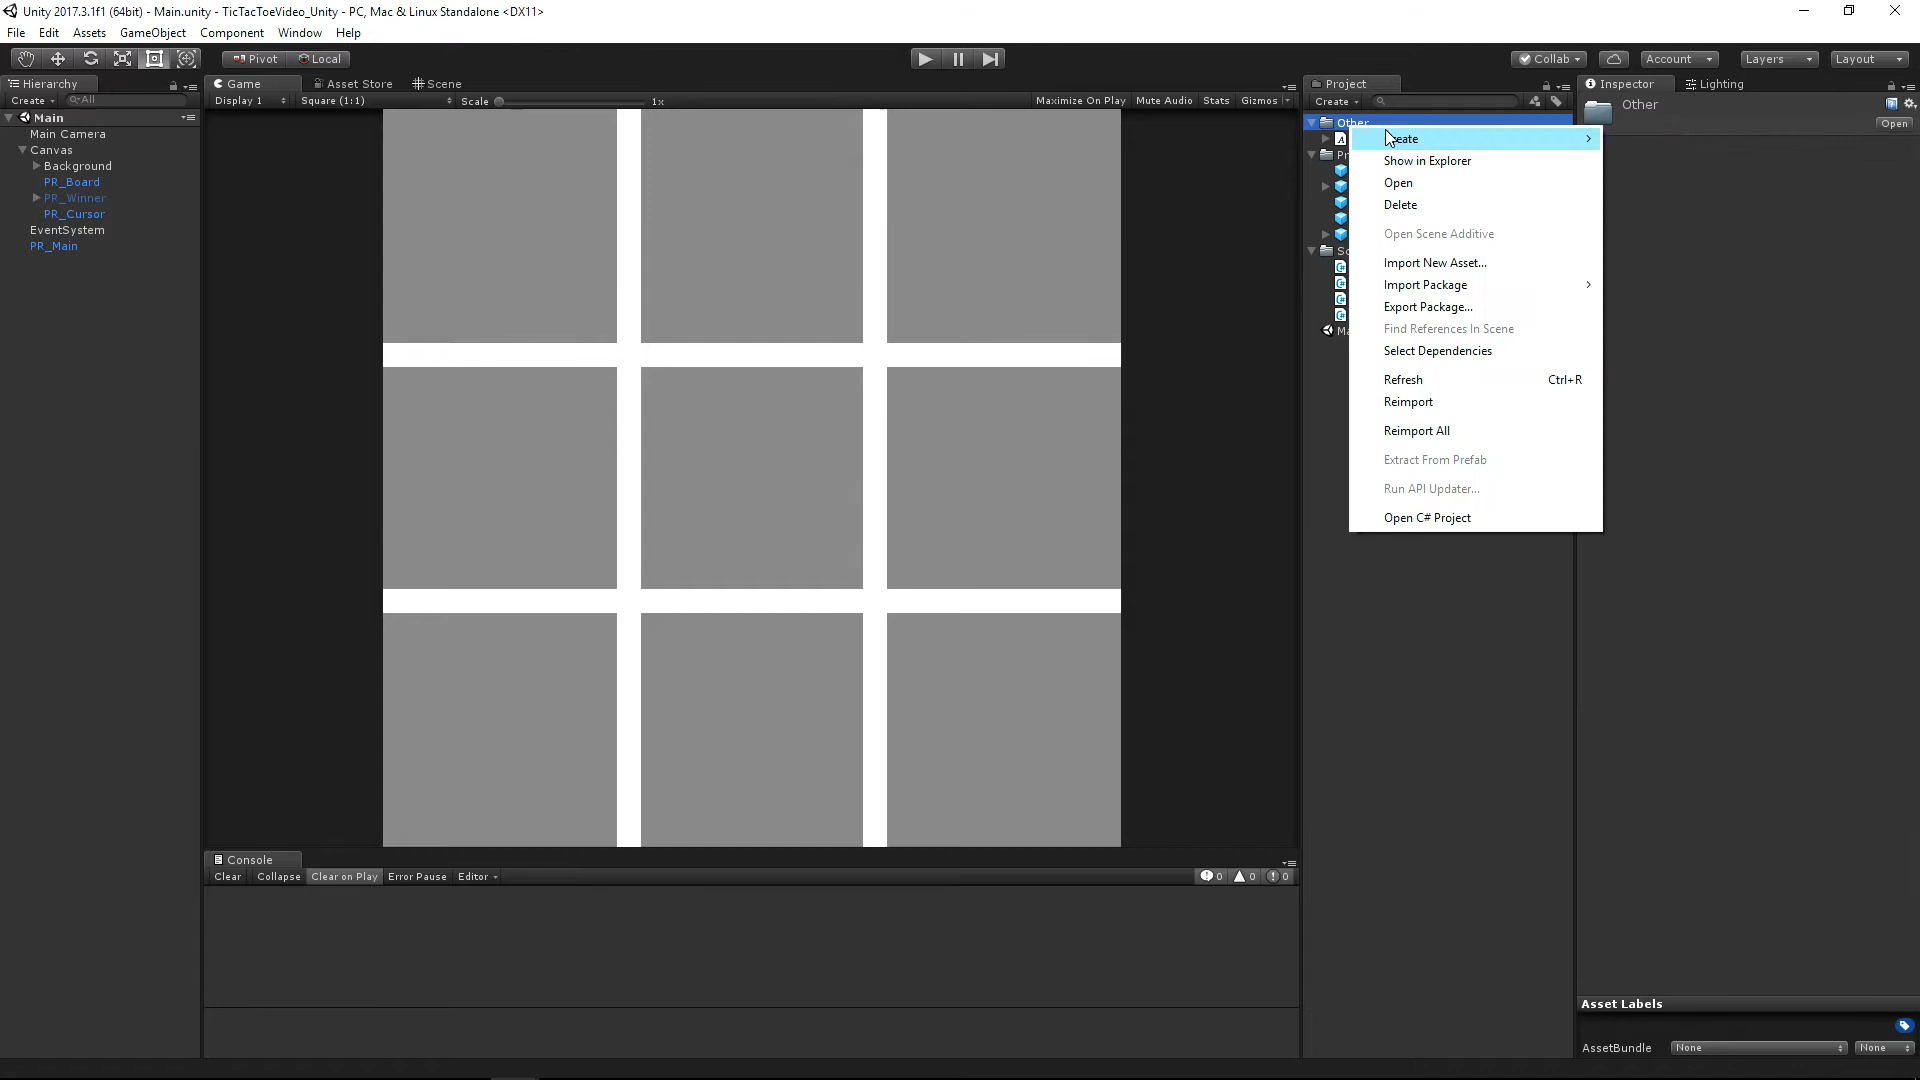 Unity 2017.3.1f1 (64bit) - Main.unity - TicTacToeVideo_Unity - PC, Mac & Linux Standalone <DX11>
File Edit Assets GameObject Component Window Help
Pivot Local Collab Account Layers Layout
Hierarchy Game Asset Store Scene Project Inspector Lighting
Create All Display 1 Square (1:1) Scale 1x Maximize On Play Mute Audio Stats Gizmos Create Other
Main
Other
Open
Main Camera
Canvas
Background
PR_Board
PR_Winner
PR_Cursor
EventSystem
PR_Main
Show in Explorer
Open
Delete
Open Scene Additive
Import New Asset...
Import Package
Export Package...
Find References In Scene
Select Dependencies
Refresh Ctrl+R
Reimport
Reimport All
Extract From Prefab
Run API Updater...
Open C# Project
Console
Clear Collapse Clear on Play Error Pause Editor 0 0 0
Asset Labels
AssetBundle None None